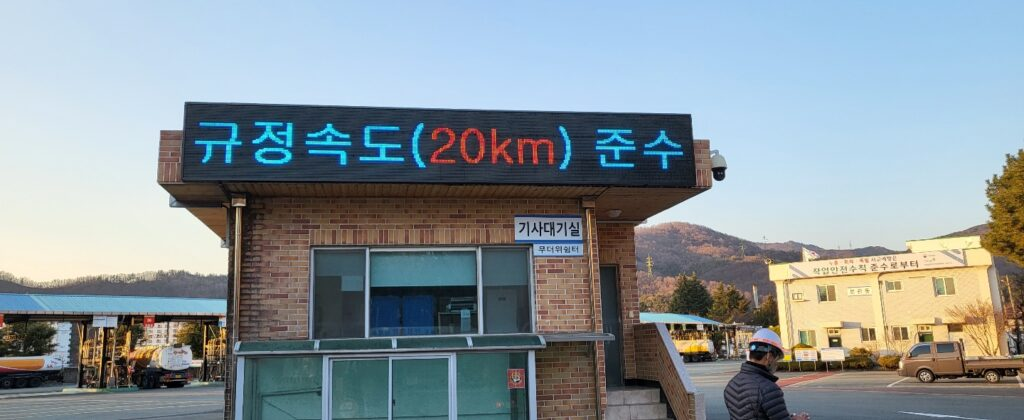 규정속도(20km) 준수
기사대기실
무더위쉼터
작업안전수칙 준수로부터